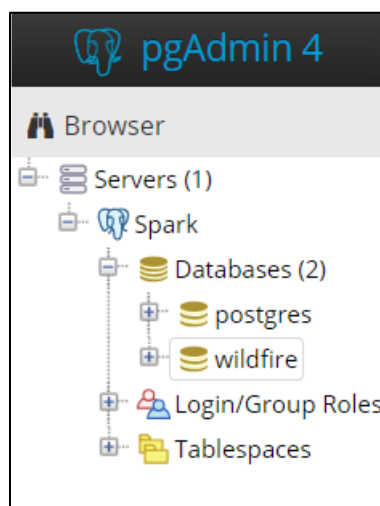 pgAdmin 4
Browser
Servers (1)
Spark
Databases (2)
postgres
wildfire
Login/Group Roles
Tablespaces